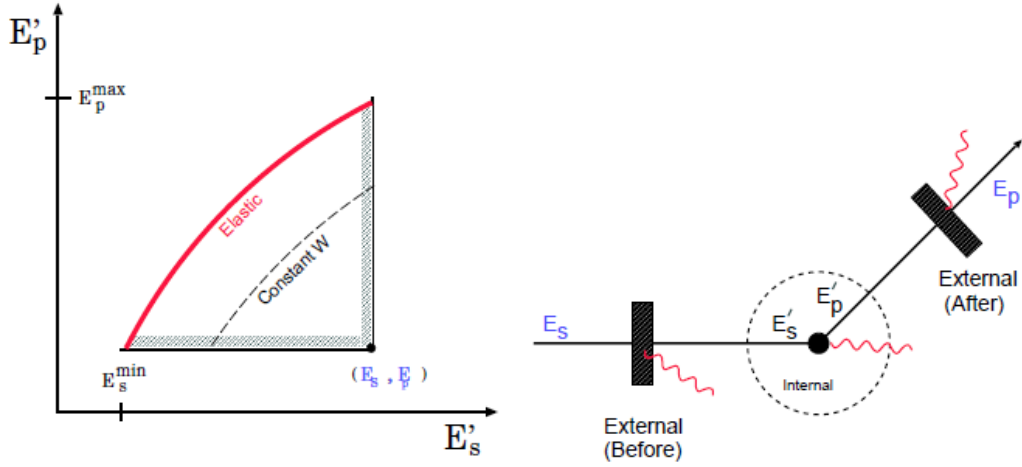 E'p
Ep^max
Elastic
Constant W
Es^min
(Es , Ep )
E's
Es
E's
E'p
Ep
Internal
External
(Before)
External
(After)